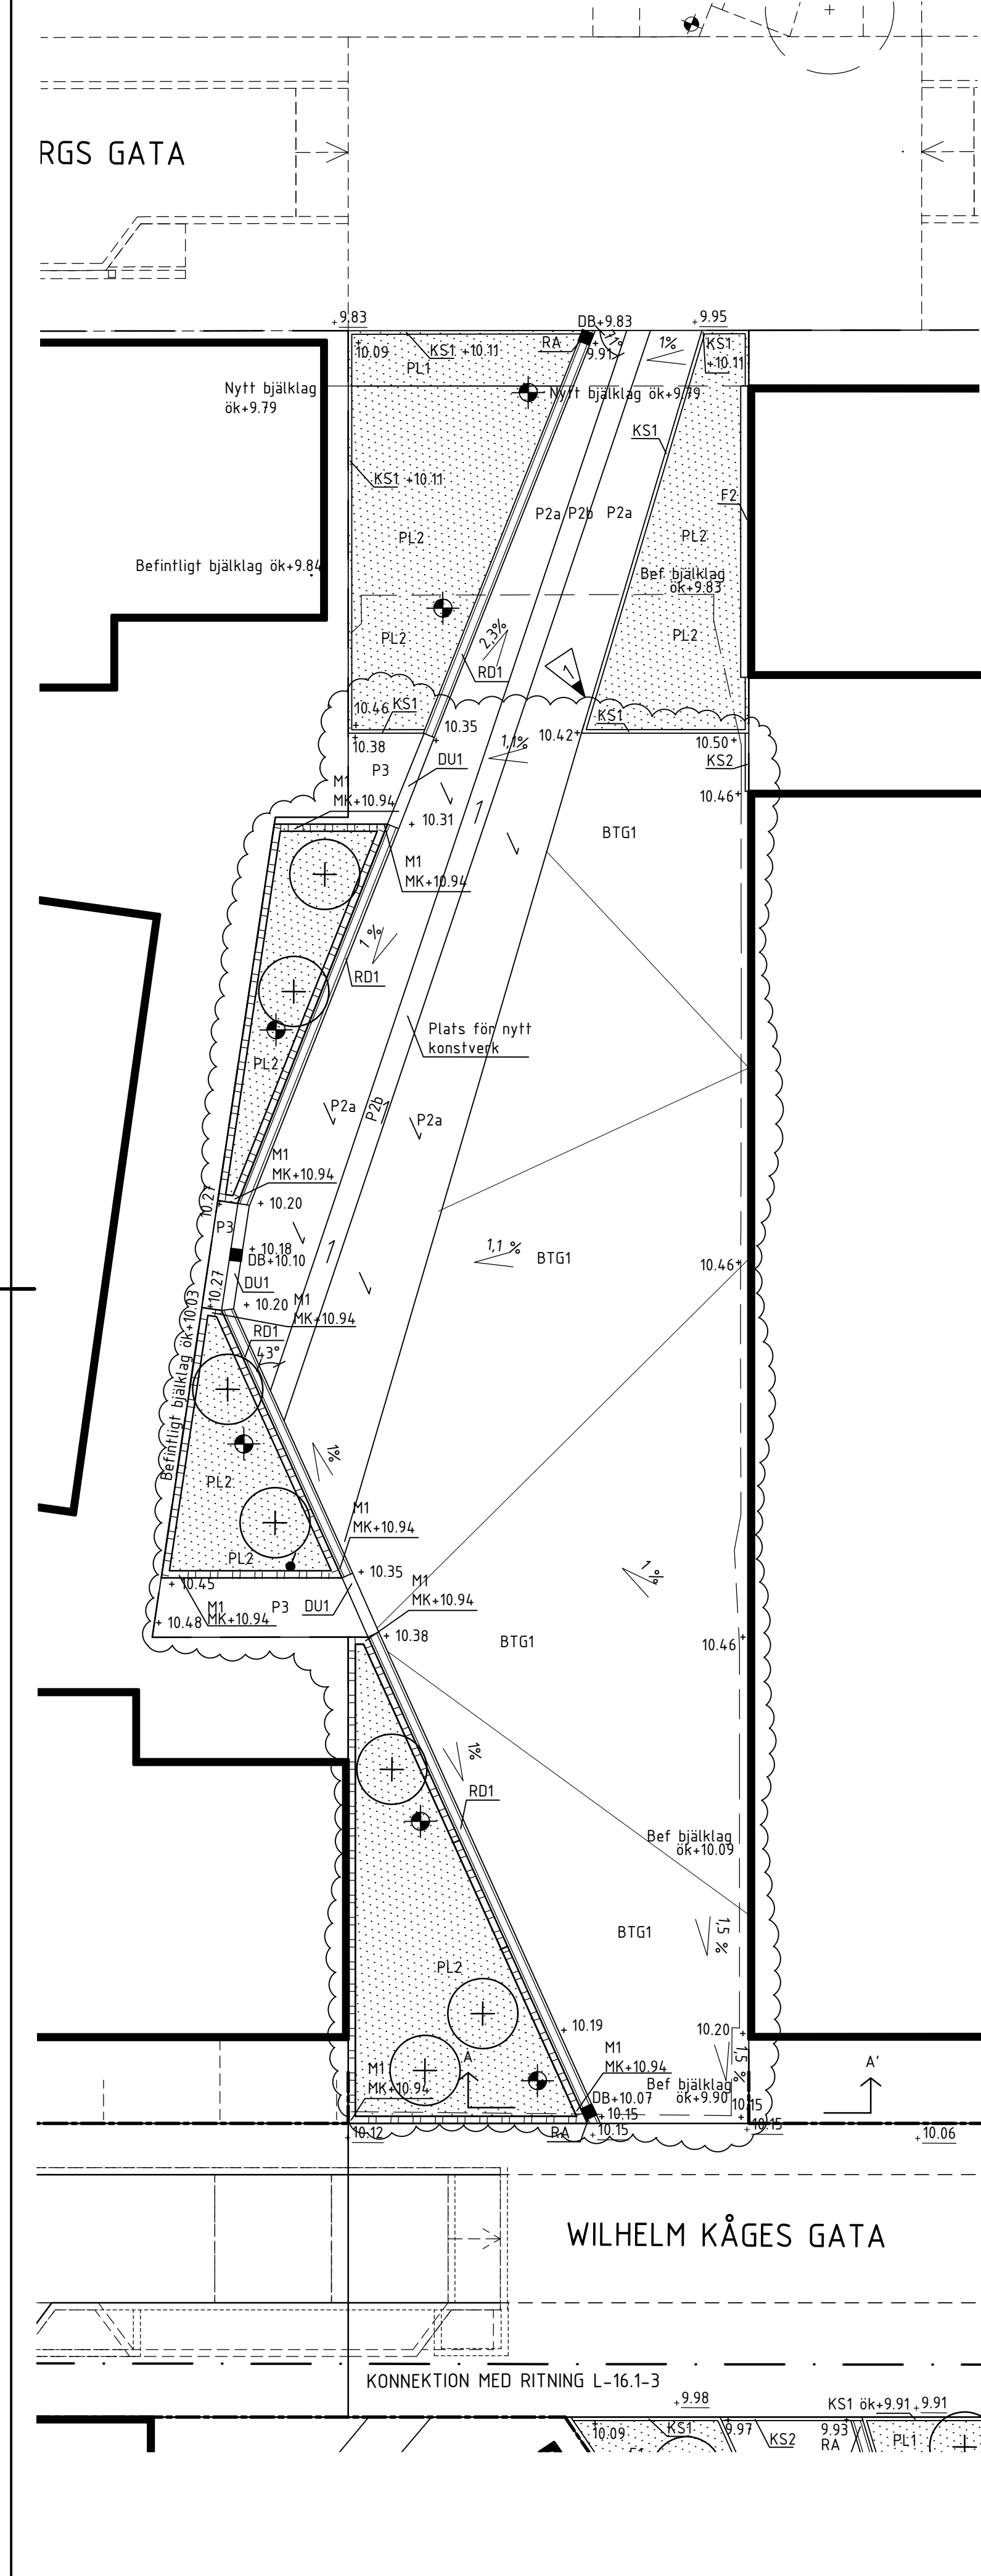 RGS GATA
+9.83
DB+9.83
+9.95
71°
+10.09
KS1 +10.11
PL1
RA
9.91
1%
KS1
+10.11
Nytt bjälklag
ök+9.79
Nytt bjälklag ök+9.79
KS1
KS1 +10.11
F2
P2a
P2b
P2a
PL2
PL2
Befintligt bjälklag ök+9.84
Bef bjälklag
ök+9.83
PL2
2.3%
PL2
RD1
1
10.46
KS1
KS1
10.35
10.42
10.50
10.38
1,1%
DU1
KS2
P3
M1
MK+10.94
10.46
10.31
BTG1
M1
MK+10.94
1 %
RD1
Plats för nytt
konstverk
PL2
P2a
P2b
P2a
M1
MK+10.94
10.27
+ 10.20
P3
+ 10.18
DB+10.10
1,1 %
BTG1
10.46
DU1
+10.27
+ 10.20
M1
MK+10.94
Befintligt bjälklag ök+10.03
RD1
43°
1%
PL2
M1
MK+10.94
PL2
+ 10.35
1 %
+ 10.45
M1
MK+10.94
M1
MK+10.94
P3
DU1
+ 10.48
+ 10.38
BTG1
10.46
1%
RD1
Bef bjälklag
ök+10.09
BTG1
1,5 %
PL2
10.19
10.20
M1
MK+10.94
1,5 %
A
A'
M1
MK+10.94
Bef bjälklag
ök+9.90
DB+10.07
10.15
10.15
10.12
RA
10.15
10.15
10.06
WILHELM KÅGES GATA
KONNEKTION MED RITNING L-16.1-3
+9.98
KS1 ök+9.91
+9.91
10.09
KS1
9.97
KS2
9.93
RA
PL1